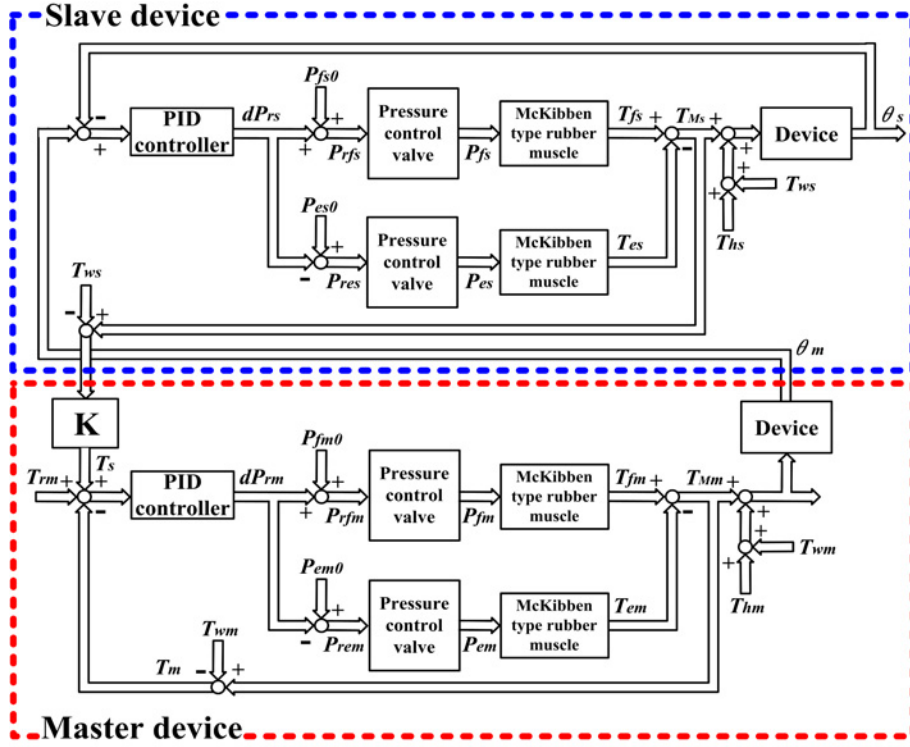 Slave device
Pfs0
PID
controller
dPrs
Prfs
Pressure
control
valve
Pfs
McKibben
type rubber
muscle
Tfs
TMs
Device
θs
Tws
Ths
Pes0
Pres
Pressure
control
valve
Pes
McKibben
type rubber
muscle
Tes
Tws
θm
K
Device
Trm
Ts
PID
controller
dPrm
Pfm0
Prfm
Pressure
control
valve
Pfm
McKibben
type rubber
muscle
Tfm
TMm
Twm
Thm
Pem0
Prem
Pressure
control
valve
Pem
McKibben
type rubber
muscle
Tem
Twm
Tm
Master device